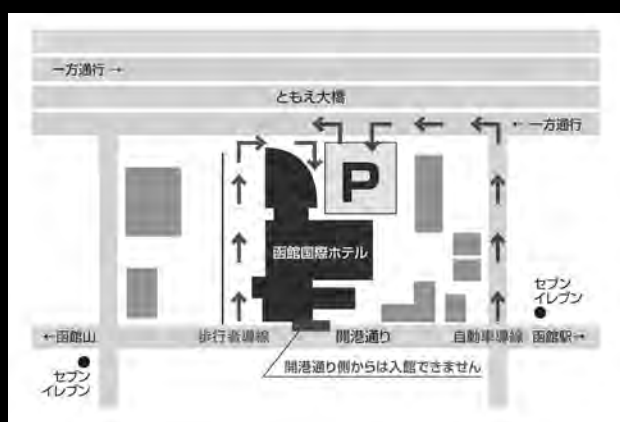 一方通行 →
ともえ大橋
← 一方通行
P
函館国際ホテル
セブン
イレブン
←函館山
歩行者導線
開港通り
自動車導線
函館駅→
セブン
イレブン
開港通り側からは入館できません